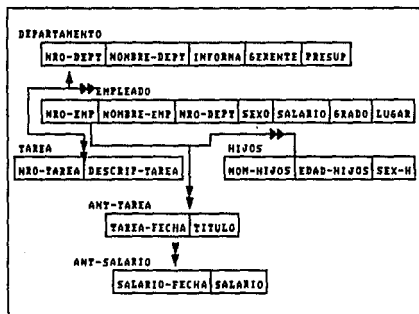 DEPARTAMENTO
NRO-DEPT NOMBRE-DEPT INFORMA GERENTE PRESUP
EMPLEADO
NRO-EMP NOMBRE-EMP NRO-DEPT SEXO SALARIO GRADO LUGAR
TAREA HIJOS
NRO-TAREA DESCRIP-TAREA NOM-HIJOS EDAD-HIJOS SEX-H
ANT-TAREA
TAREA-FECHA TITULO
ANT-SALARIO
SALARIO-FECHA SALARIO